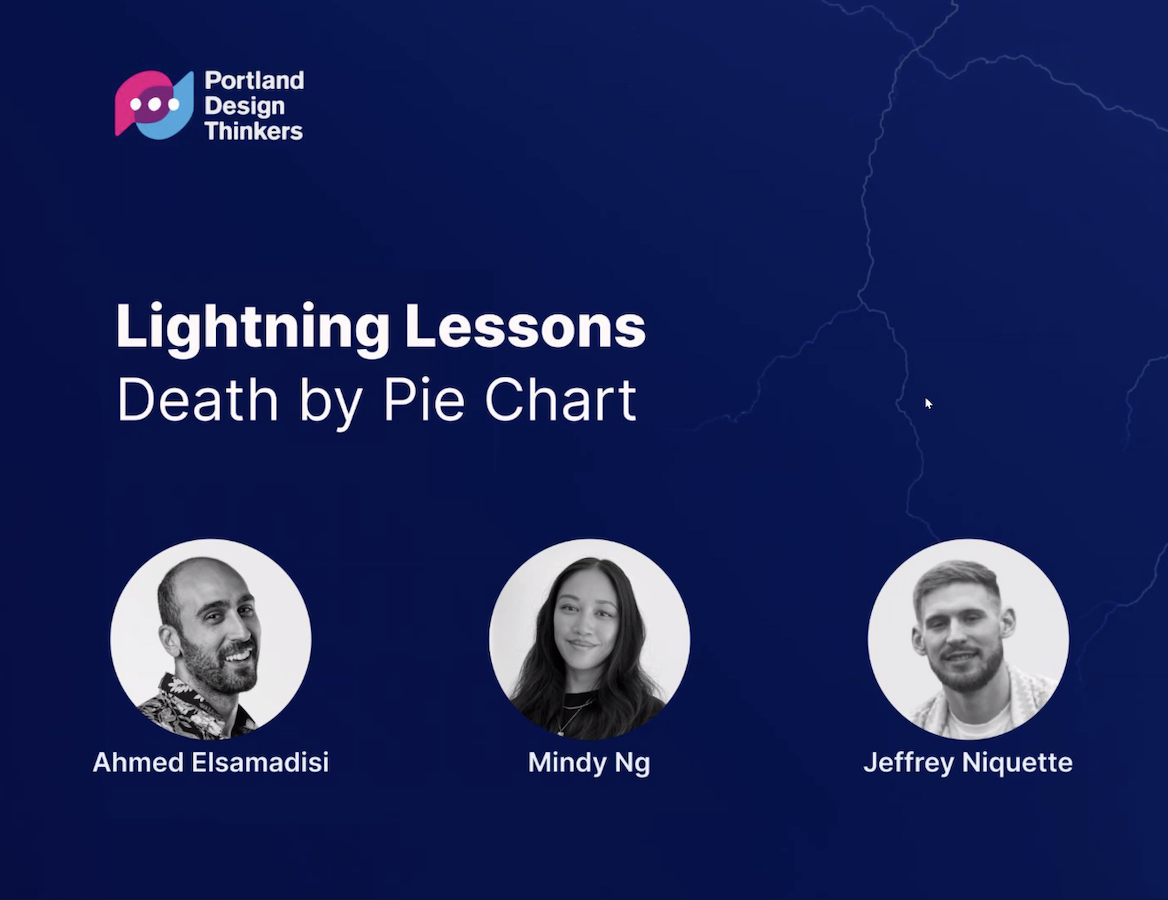 Portland
Design
Thinkers
Lightning Lessons
Death by Pie Chart
Ahmed Elsamadisi
Mindy Ng
Jeffrey Niquette